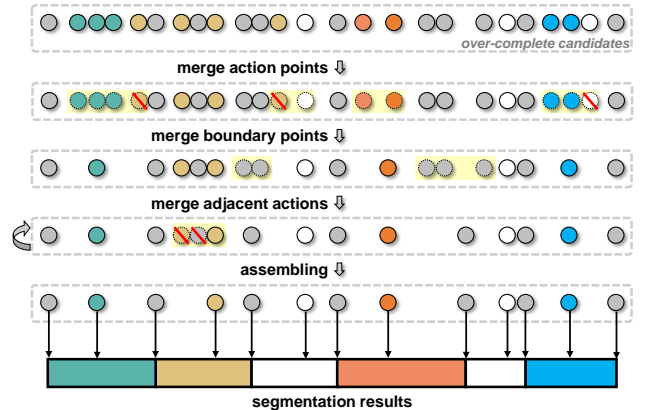 over-complete candidates
merge action points ⇩
merge boundary points ⇩
merge adjacent actions ⇩
assembling ⇩
segmentation results